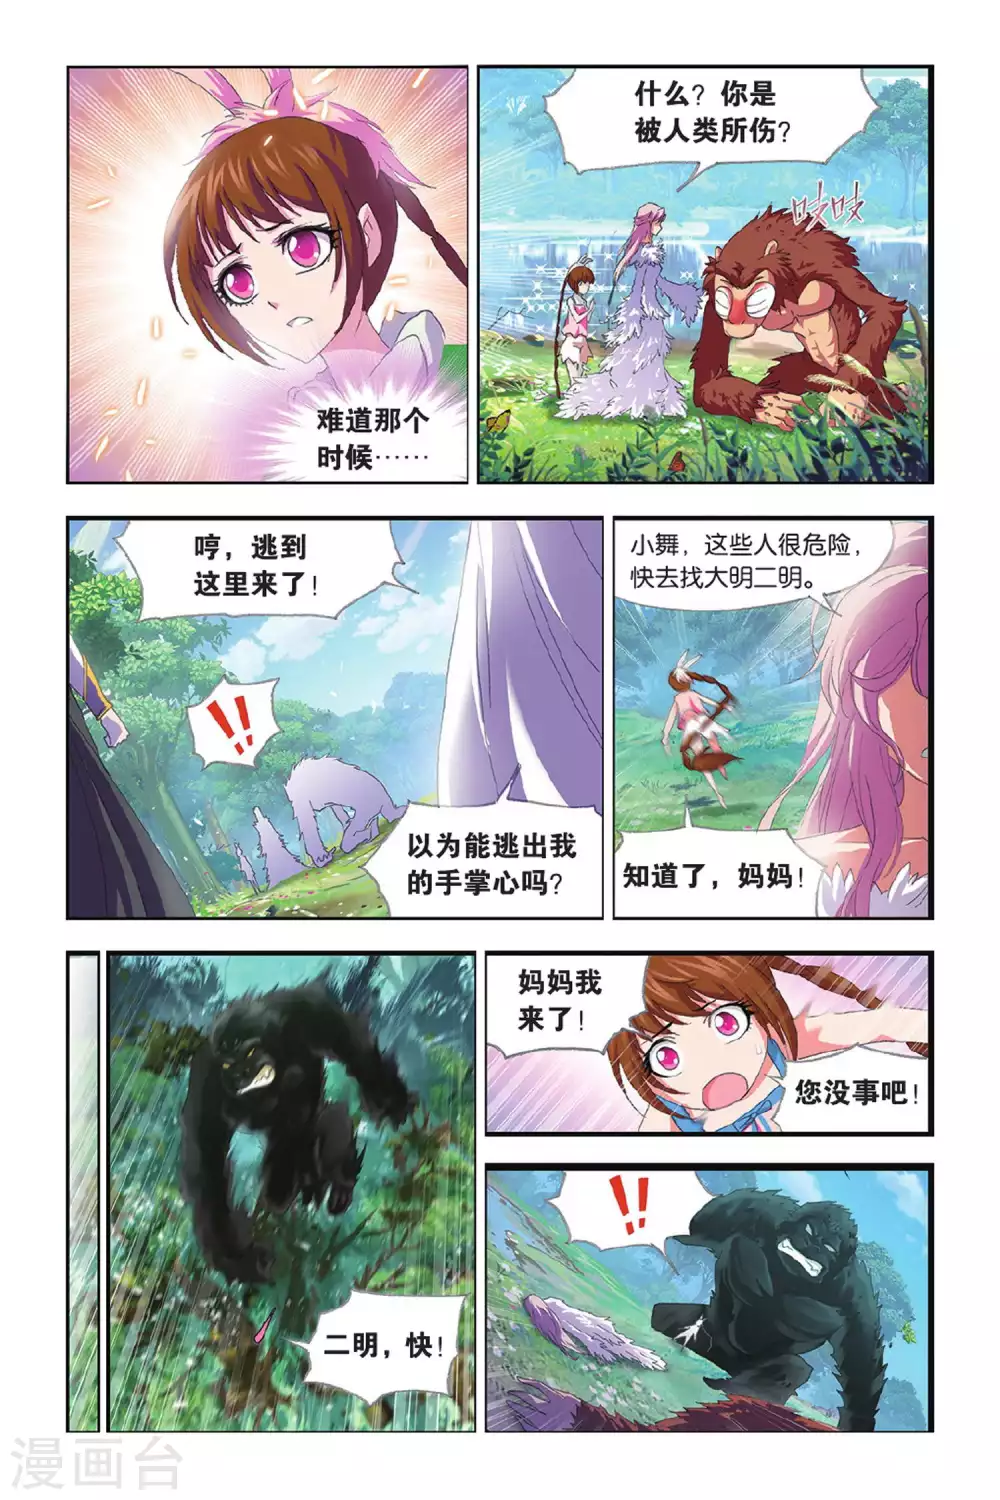 难道那个
时候……
什么？你是
被人类所伤？
吱吱
哼，逃到
这里来了！
!!
以为能逃出我
的手掌心吗？
小舞，这些人很危险，
快去找大明二明。
知道了，妈妈！
二明，快！
妈妈我
来了！
您没事吧！
!!
漫画台